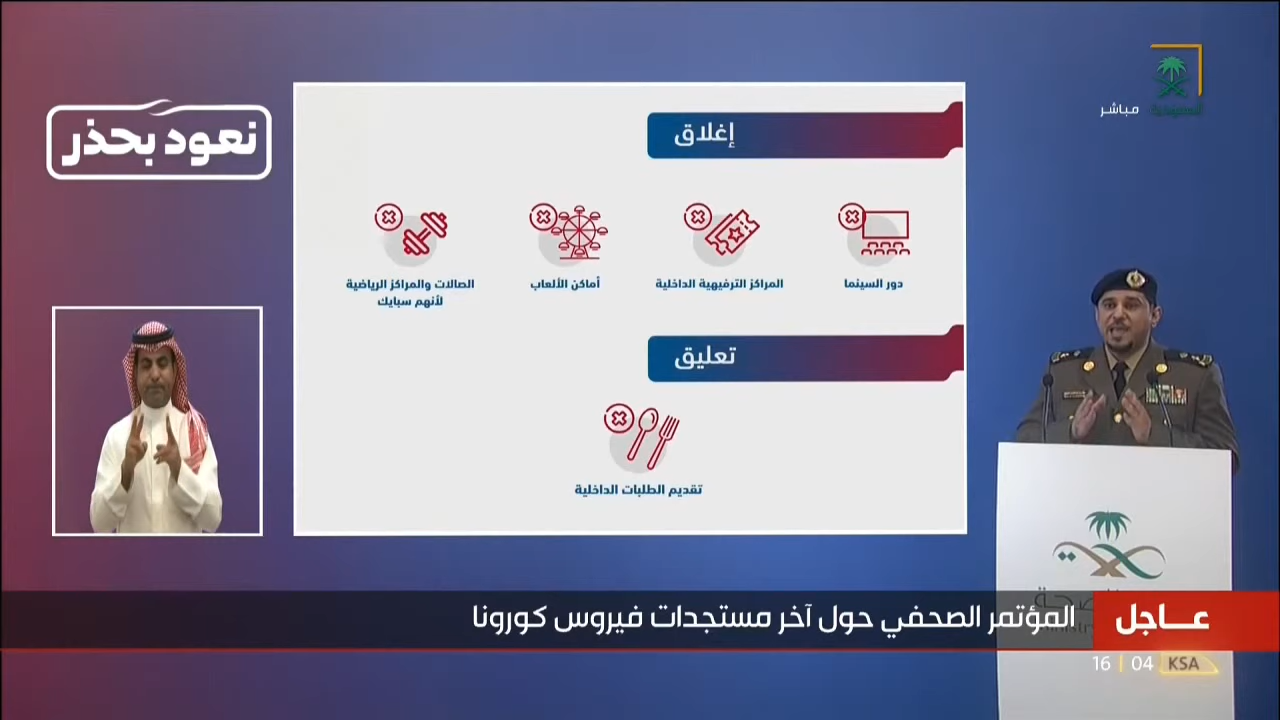 السعودية
مباشر
نعود بحذر
إغلاق
دور السينما
المراكز الترفيهية الداخلية
أماكن الألعاب
الصالات والمراكز الرياضية
لأنهم سبايك
تعليق
تقديم الطلبات الداخلية
عاجل
المؤتمر الصحفي حول آخر مستجدات فيروس كورونا
16 04 KSA